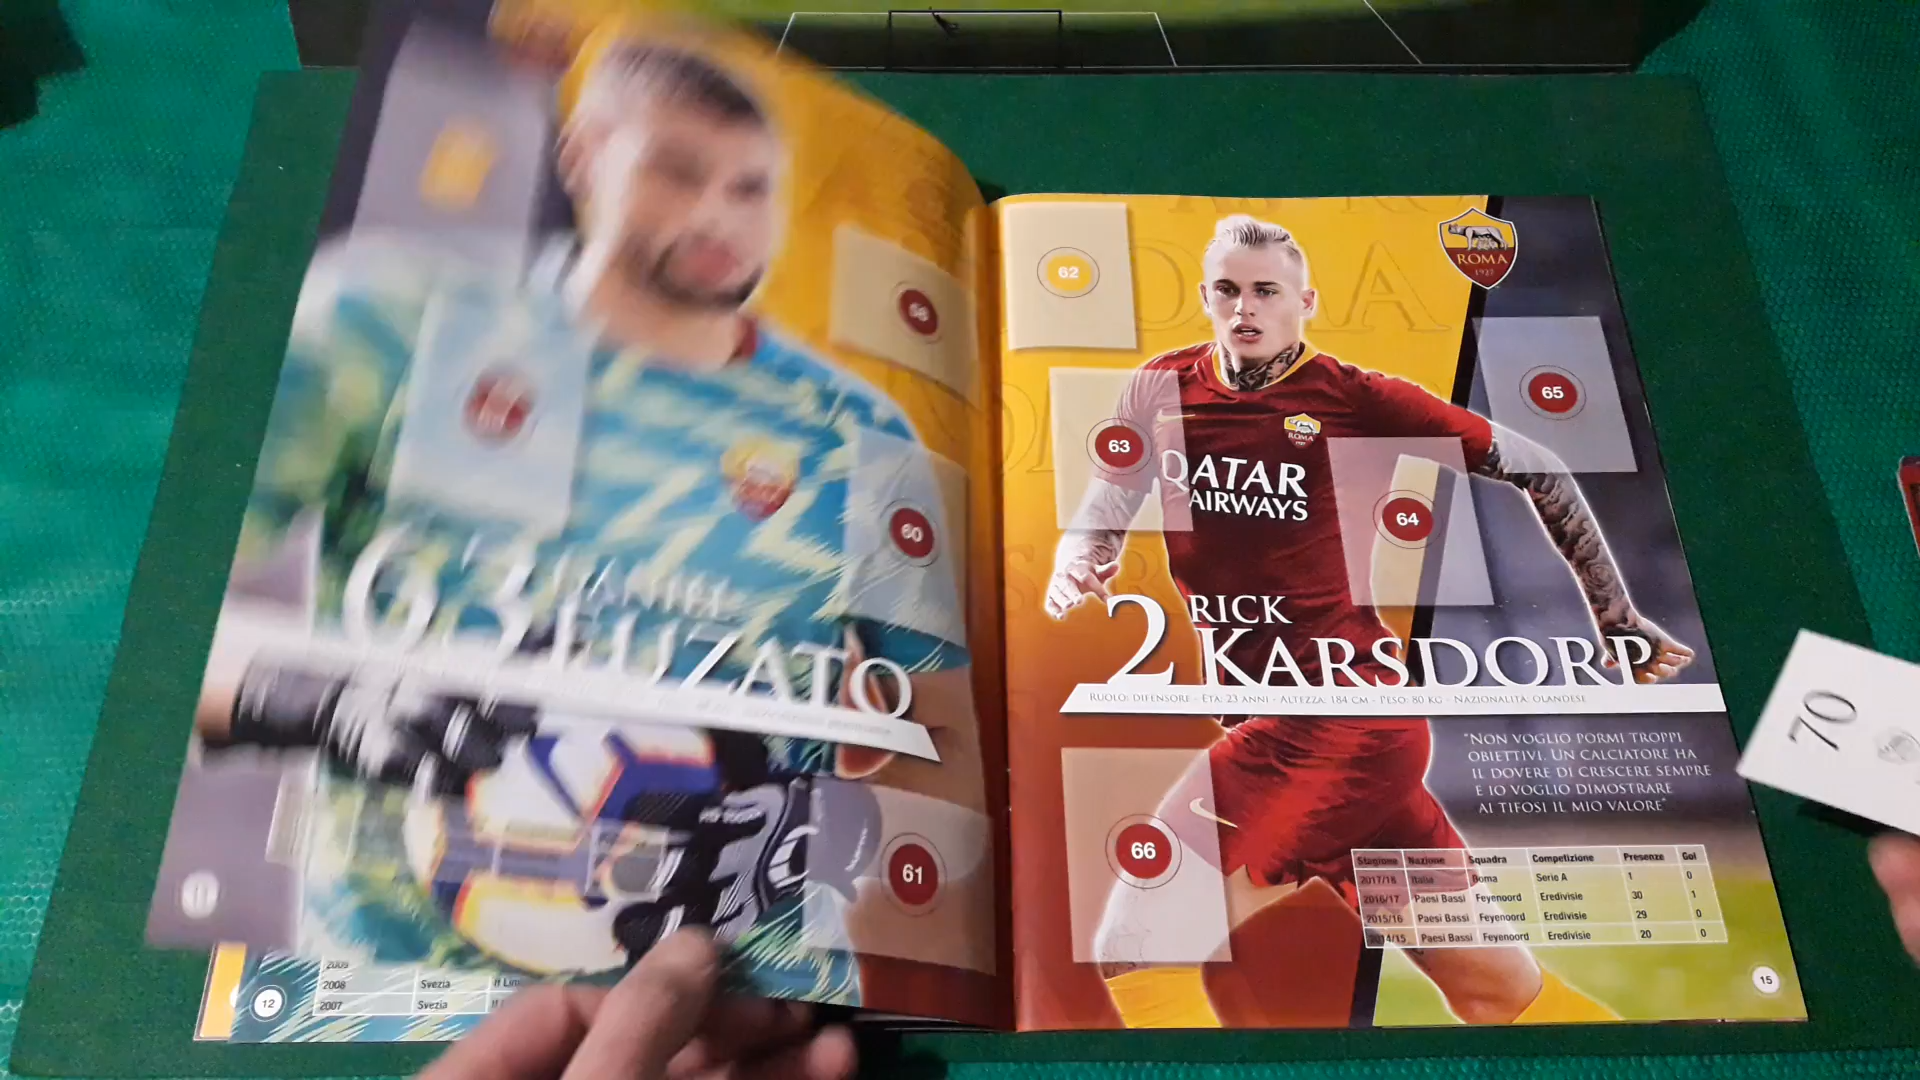 58
60
61
63
DANIEL
FUZATO
12
2009
2008 Svezia If Lim
2007 Svezia
62
ROMA
1927
65
63
ROMA
QATAR
AIRWAYS
64
2 RICK
KARSDORP
RUOLO: DIFENSORE - ETÀ: 23 ANNI - ALTEZZA: 184 CM - PESO: 80 KG - NAZIONALITÀ: OLANDESE
"NON VOGLIO PORMI TROPPI
OBIETTIVI. UN CALCIATORE HA
IL DOVERE DI CRESCERE SEMPRE
E IO VOGLIO DIMOSTRARE
AI TIFOSI IL MIO VALORE"
66
Stagione Nazione Squadra Competizione Presenze Gol
2017/18 Italia Roma Serie A 1 0
2016/17 Paesi Bassi Feyenoord Eredivisie 30 1
2015/16 Paesi Bassi Feyenoord Eredivisie 29 0
2014/15 Paesi Bassi Feyenoord Eredivisie 20 0
15
70